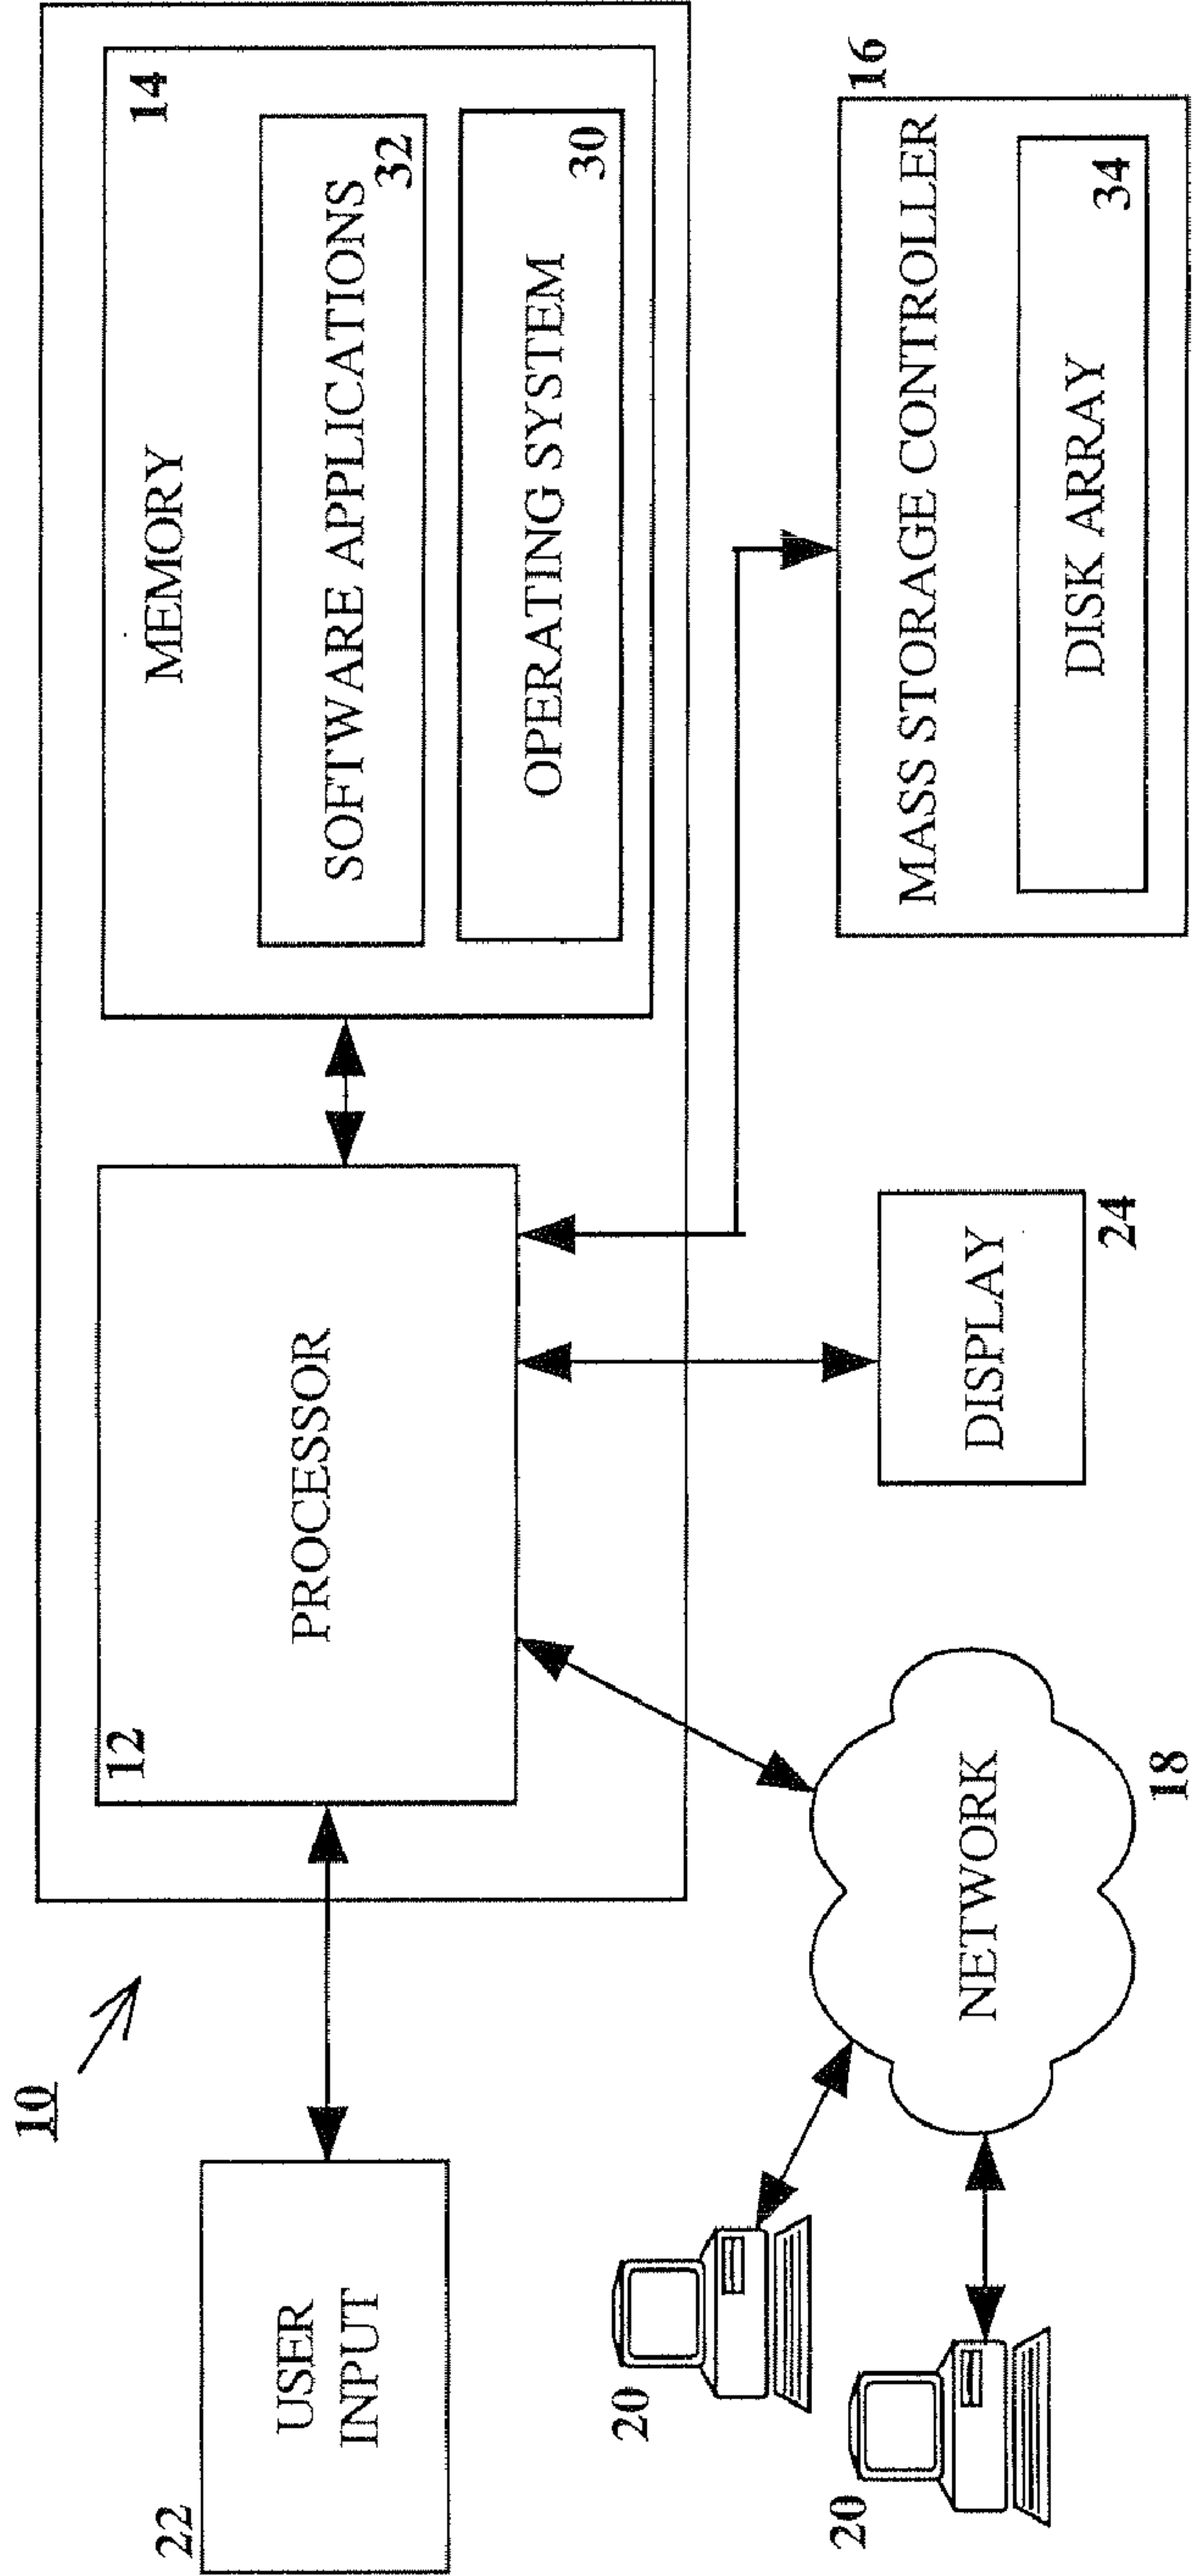 10
22
USER
INPUT
12
PROCESSOR
MEMORY
14
SOFTWARE APPLICATIONS
32
OPERATING SYSTEM
30
20
20
NETWORK
18
DISPLAY
24
MASS STORAGE CONTROLLER
16
DISK ARRAY
34